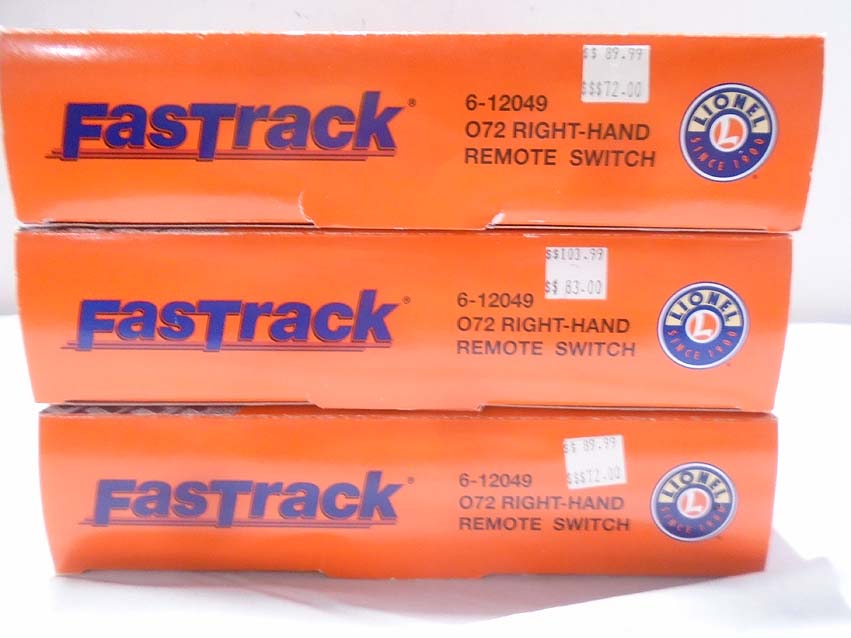 $$ 89.99
$$$72.00
FasTrack®
6-12049
O72 RIGHT-HAND
REMOTE SWITCH
LIONEL
L
SINCE 1900
$$103.99
$$ 83.00
FasTrack®
6-12049
O72 RIGHT-HAND
REMOTE SWITCH
LIONEL
L
SINCE 1900
$$ 89.99
$$$72.00
FasTrack®
6-12049
O72 RIGHT-HAND
REMOTE SWITCH
LIONEL
L
SINCE 1900